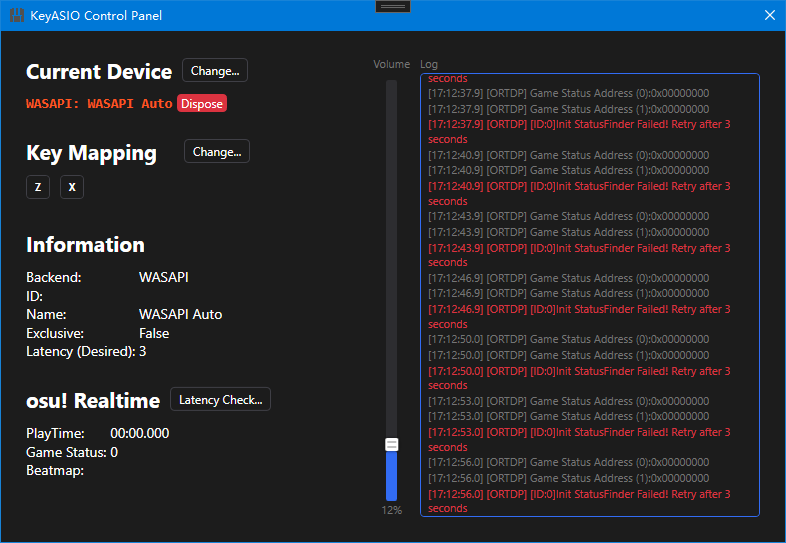 KeyASIO Control Panel
Current Device
Change...
WASAPI: WASAPI Auto
Dispose
Key Mapping
Change...
Z
X
Information
Backend: WASAPI
ID:
Name: WASAPI Auto
Exclusive: False
Latency (Desired): 3
osu! Realtime
Latency Check...
PlayTime: 00:00.000
Game Status: 0
Beatmap:
Volume
12%
Log
seconds
[17:12:37.9] [ORTDP] Game Status Address (0):0x00000000
[17:12:37.9] [ORTDP] Game Status Address (1):0x00000000
[17:12:37.9] [ORTDP] [ID:0]Init StatusFinder Failed! Retry after 3
seconds
[17:12:40.9] [ORTDP] Game Status Address (0):0x00000000
[17:12:40.9] [ORTDP] Game Status Address (1):0x00000000
[17:12:40.9] [ORTDP] [ID:0]Init StatusFinder Failed! Retry after 3
seconds
[17:12:43.9] [ORTDP] Game Status Address (0):0x00000000
[17:12:43.9] [ORTDP] Game Status Address (1):0x00000000
[17:12:43.9] [ORTDP] [ID:0]Init StatusFinder Failed! Retry after 3
seconds
[17:12:46.9] [ORTDP] Game Status Address (0):0x00000000
[17:12:46.9] [ORTDP] Game Status Address (1):0x00000000
[17:12:46.9] [ORTDP] [ID:0]Init StatusFinder Failed! Retry after 3
seconds
[17:12:50.0] [ORTDP] Game Status Address (0):0x00000000
[17:12:50.0] [ORTDP] Game Status Address (1):0x00000000
[17:12:50.0] [ORTDP] [ID:0]Init StatusFinder Failed! Retry after 3
seconds
[17:12:53.0] [ORTDP] Game Status Address (0):0x00000000
[17:12:53.0] [ORTDP] Game Status Address (1):0x00000000
[17:12:53.0] [ORTDP] [ID:0]Init StatusFinder Failed! Retry after 3
seconds
[17:12:56.0] [ORTDP] Game Status Address (0):0x00000000
[17:12:56.0] [ORTDP] Game Status Address (1):0x00000000
[17:12:56.0] [ORTDP] [ID:0]Init StatusFinder Failed! Retry after 3
seconds